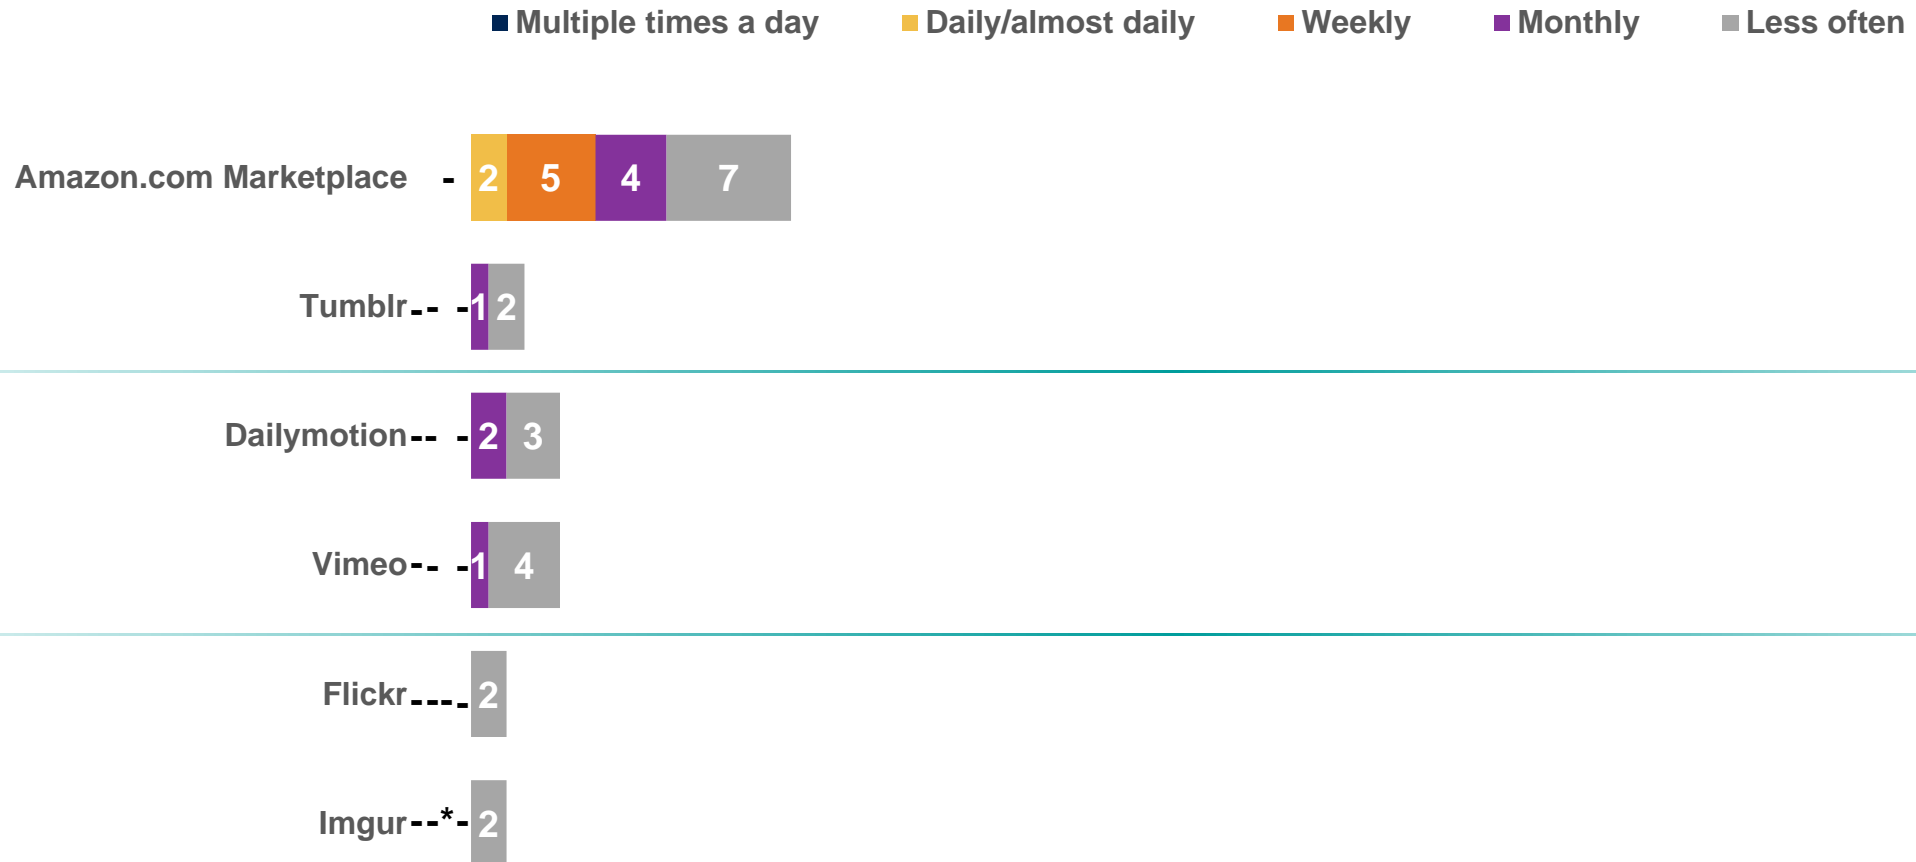 Multiple times a day Daily/almost daily Weekly Monthly Less often
Amazon.com Marketplace - 2 5 4 7
Tumblr -- - 1 2
Dailymotion -- - 2 3
Vimeo -- - 1 4
Flickr --- - 2
Imgur --*- 2